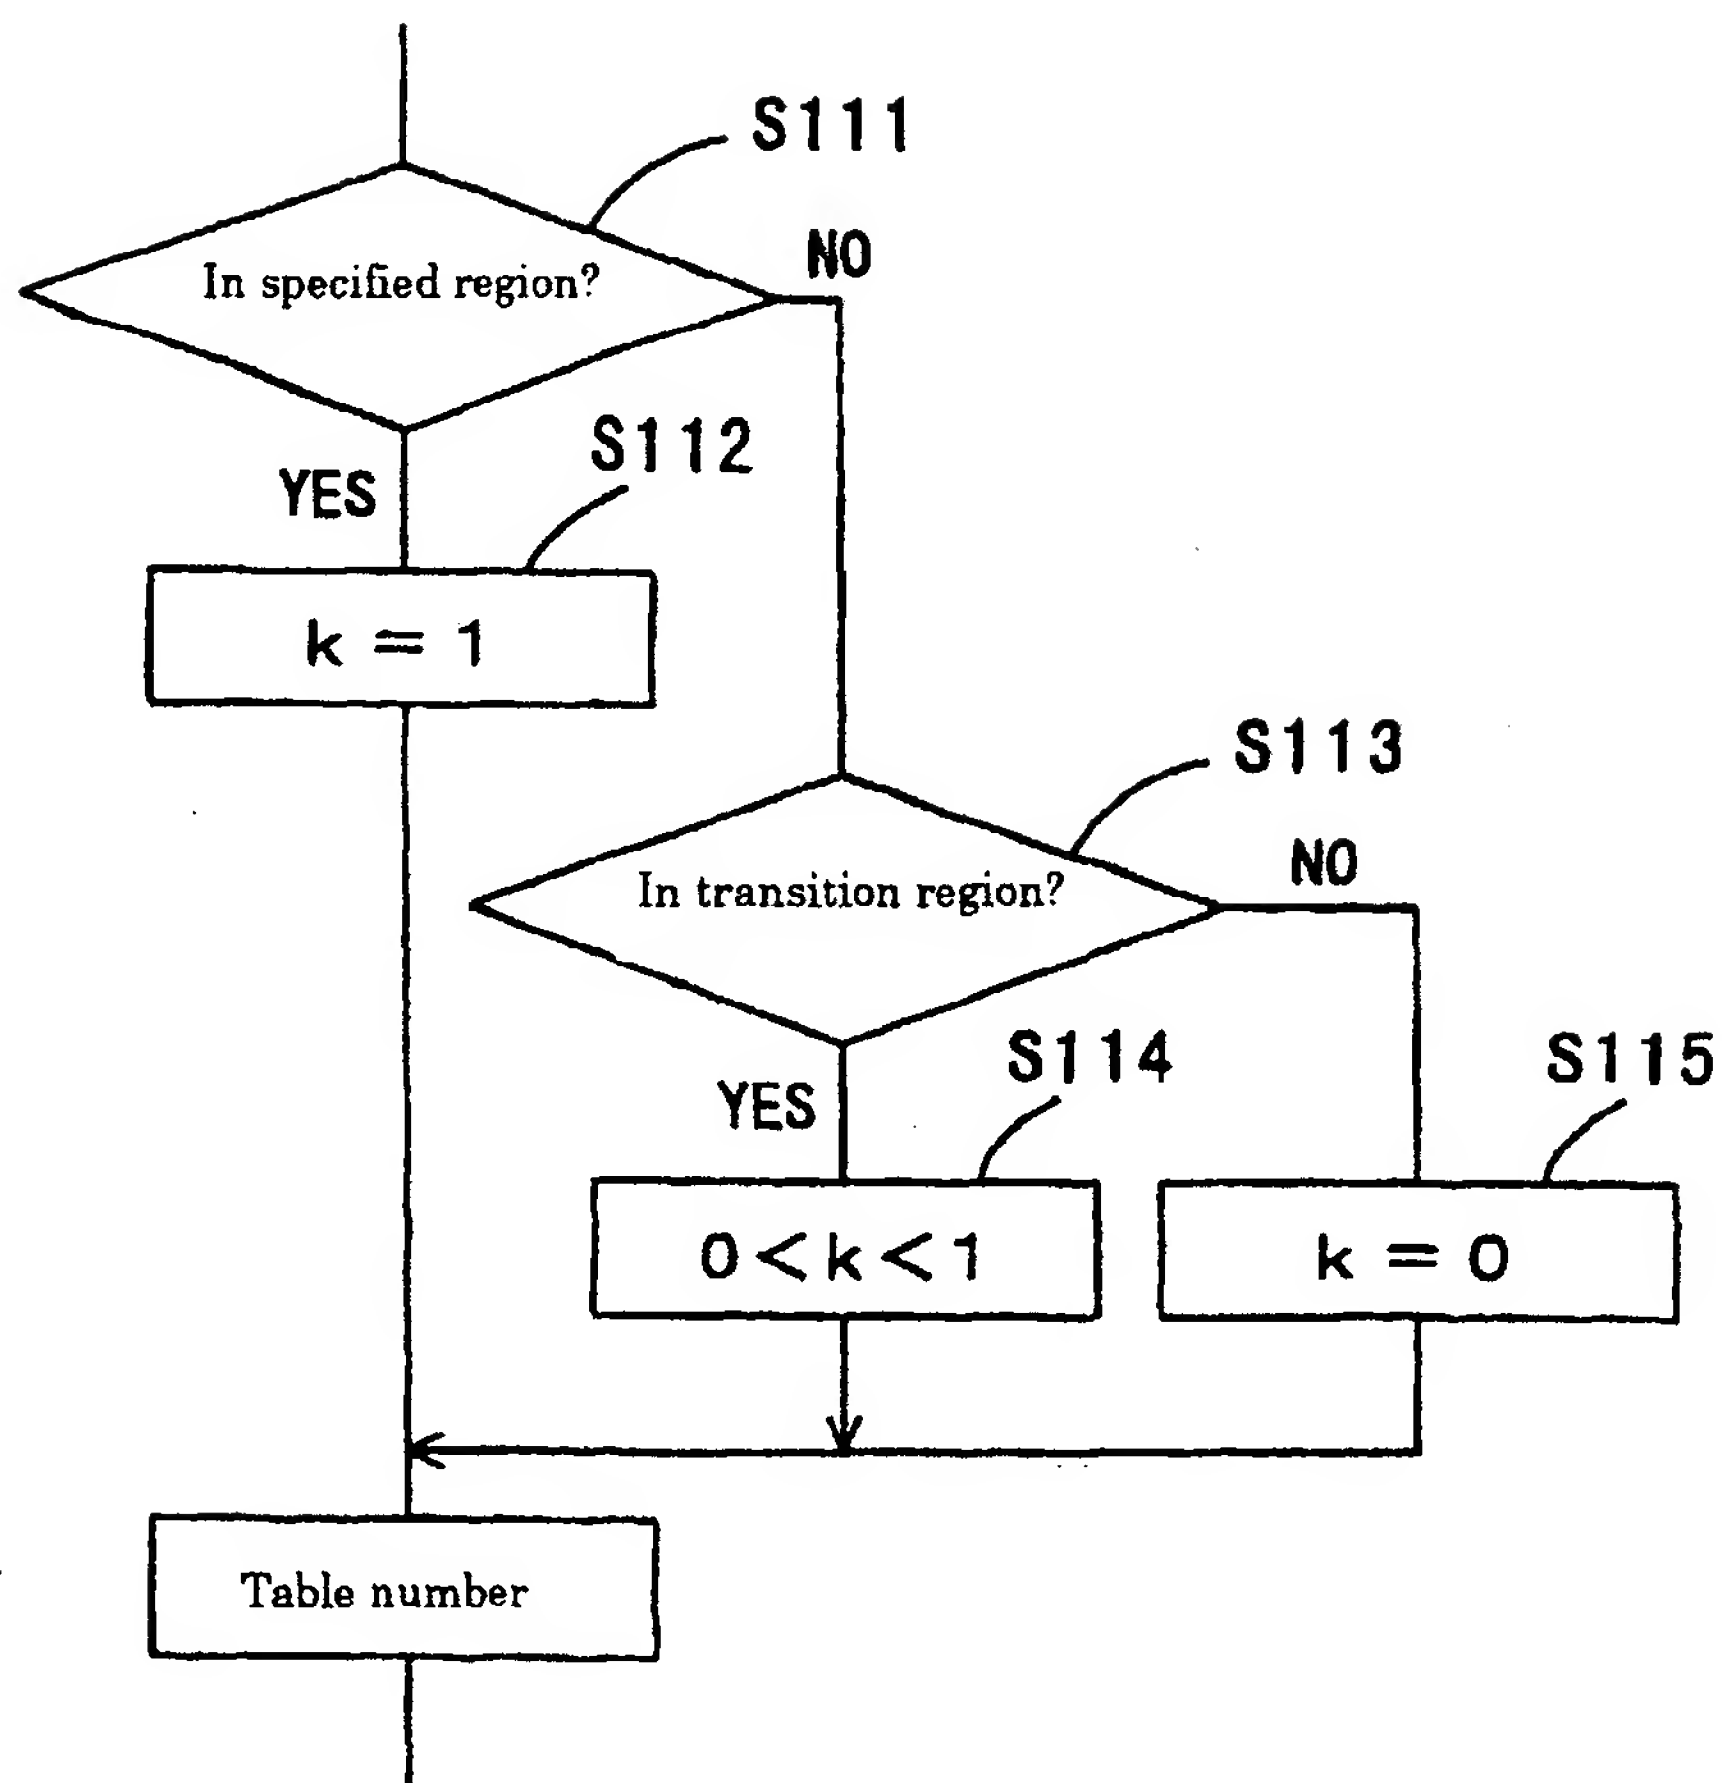 S111
NO
In specified region?
S112
YES
k = 1
S113
NO
In transition region?
S114
S115
YES
0 < k < 1
k = 0
Table number